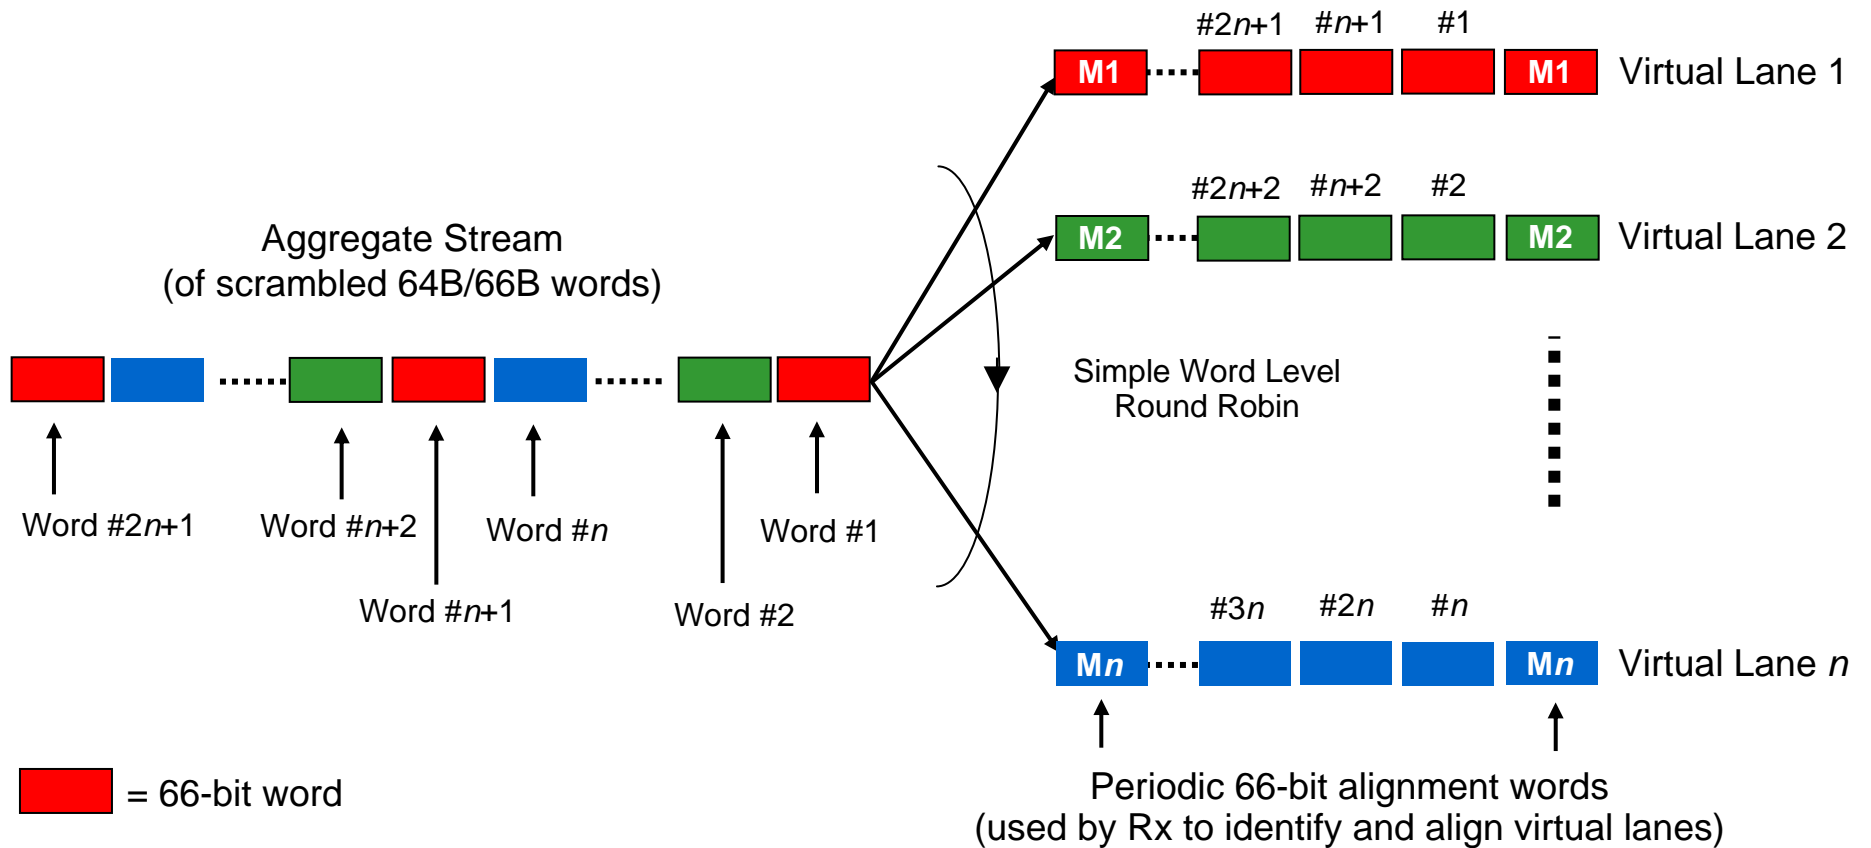 #2n+1 #n+1 #1
M1 M1 Virtual Lane 1
#2n+2 #n+2 #2
M2 M2 Virtual Lane 2
Aggregate Stream
(of scrambled 64B/66B words)
Simple Word Level
Round Robin
Word #2n+1 Word #n+2 Word #n Word #1
Word #n+1 Word #2
#3n #2n #n
Mn Mn Virtual Lane n
= 66-bit word
Periodic 66-bit alignment words
(used by Rx to identify and align virtual lanes)